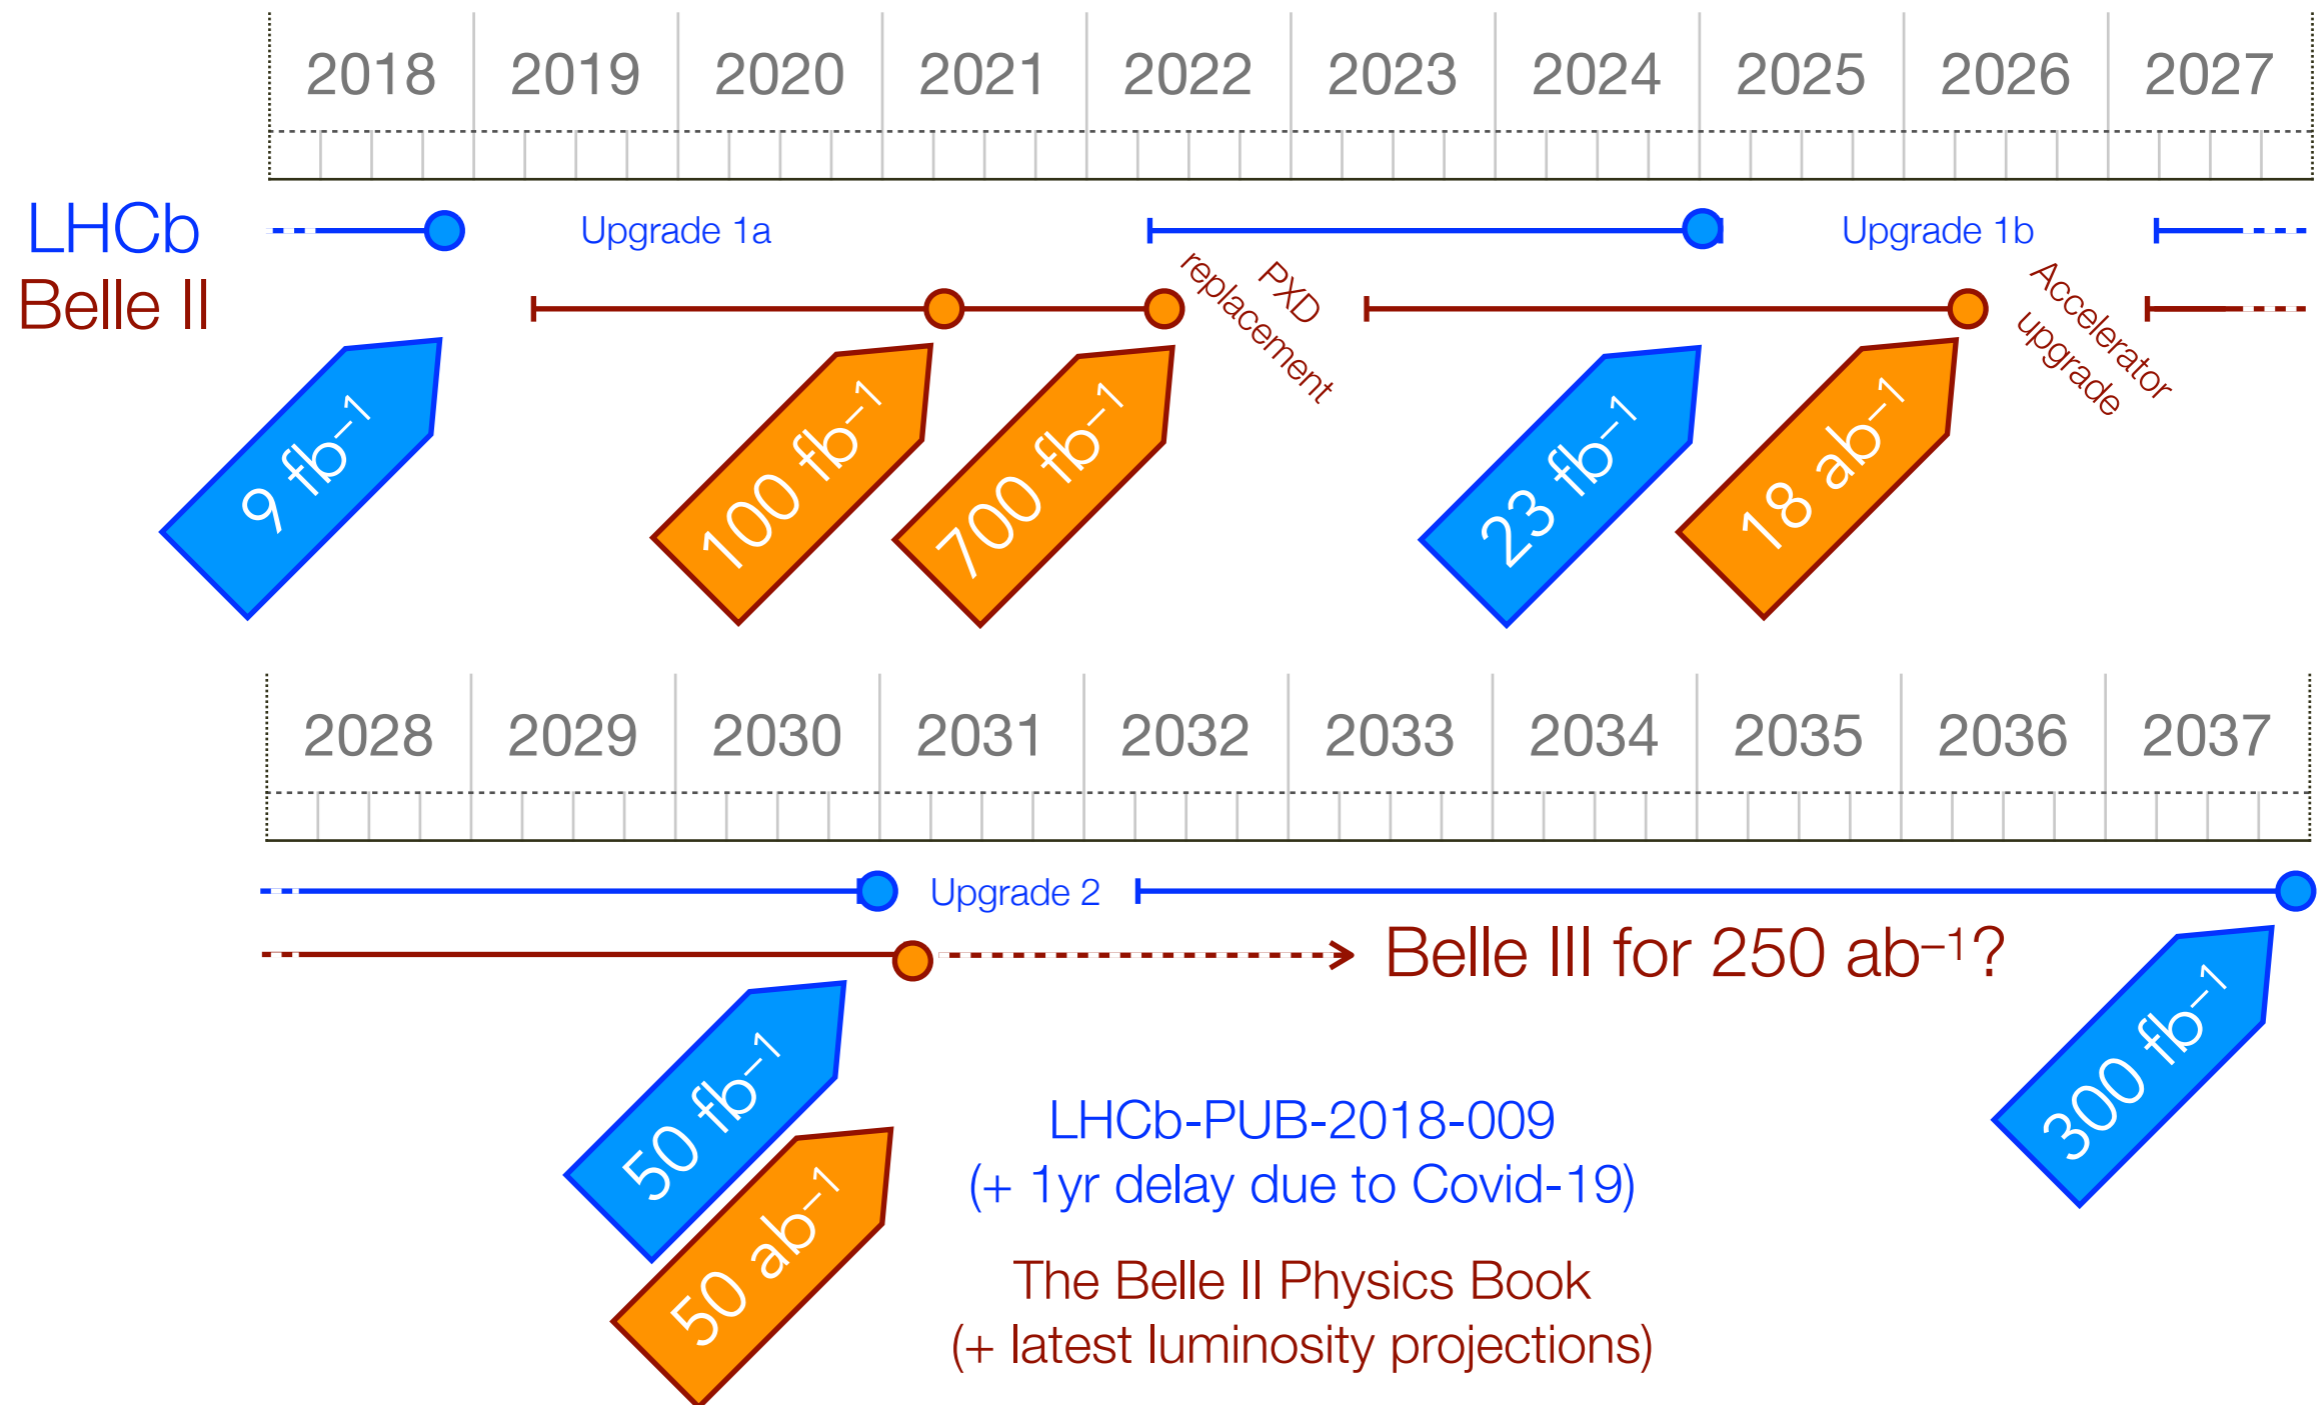 2018 2019 2020 2021 2022 2023 2024 2025 2026 2027
LHCb
Upgrade 1a
Upgrade 1b
Belle II
PXD
replacement
Accelerator
upgrade
9 fb⁻¹
100 fb⁻¹
700 fb⁻¹
23 fb⁻¹
18 ab⁻¹
2028 2029 2030 2031 2032 2033 2034 2035 2036 2037
Upgrade 2
Belle III for 250 ab⁻¹?
50 fb⁻¹
50 ab⁻¹
300 fb⁻¹
LHCb-PUB-2018-009
(+ 1yr delay due to Covid-19)
The Belle II Physics Book
(+ latest luminosity projections)